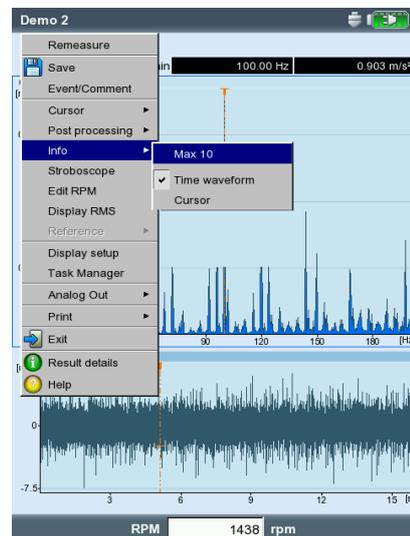 Demo 2
in 100.00 Hz 0.903 m/s²
Remeasure
Save
Event/Comment
Cursor
Post processing
Info
Max 10
Time waveform
Cursor
Stroboscope
Edit RPM
Display RMS
Reference
Display setup
Task Manager
Analog Out
Print
Exit
Result details
Help
90 120 150 180 [Hz
0
-7.5
3 6 9 12 15
RPM 1438 rpm